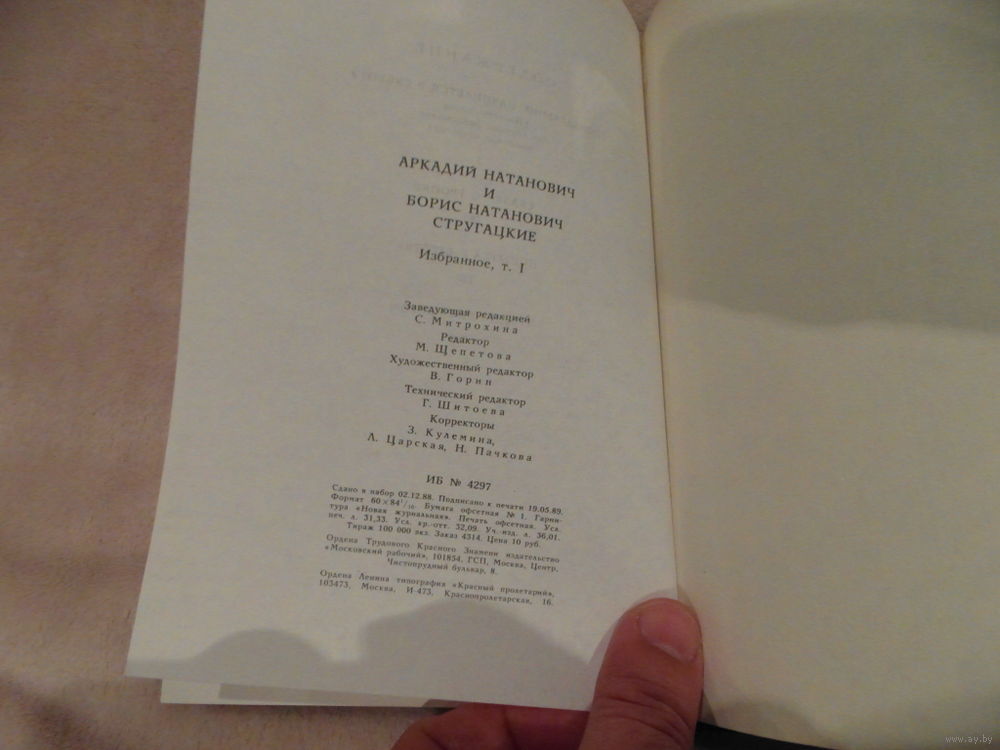 АРКАДИЙ НАТАНОВИЧ
И
БОРИС НАТАНОВИЧ
СТРУГАЦКИЕ
Избранное, т. I
Заведующая редакцией
С. Митрохина
Редактор
М. Щепетова
Художественный редактор
В. Горин
Технический редактор
Г. Шитоева
Корректоры
З. Кулемина,
Л. Царская, Н. Пачкова
ИБ № 4297
Сдано в набор 02.12.88. Подписано к печати 19.05.89.
Формат 60×84¹/₁₆. Бумага офсетная № 1. Гарни-
тура «Новая журнальная». Печать офсетная. Усл.
печ. л. 31,33. Усл. кр.-отт. 32,09. Уч.-изд. л. 36,01.
Тираж 100 000 экз. Заказ 4314. Цена 10 руб.
Ордена Трудового Красного Знамени издательство
«Московский рабочий», 101854, ГСП, Москва, Центр,
Чистопрудный бульвар, 8.
Ордена Ленина типография «Красный пролетарий»,
103473, Москва, И-473, Краснопролетарская, 16.
www.ay.by